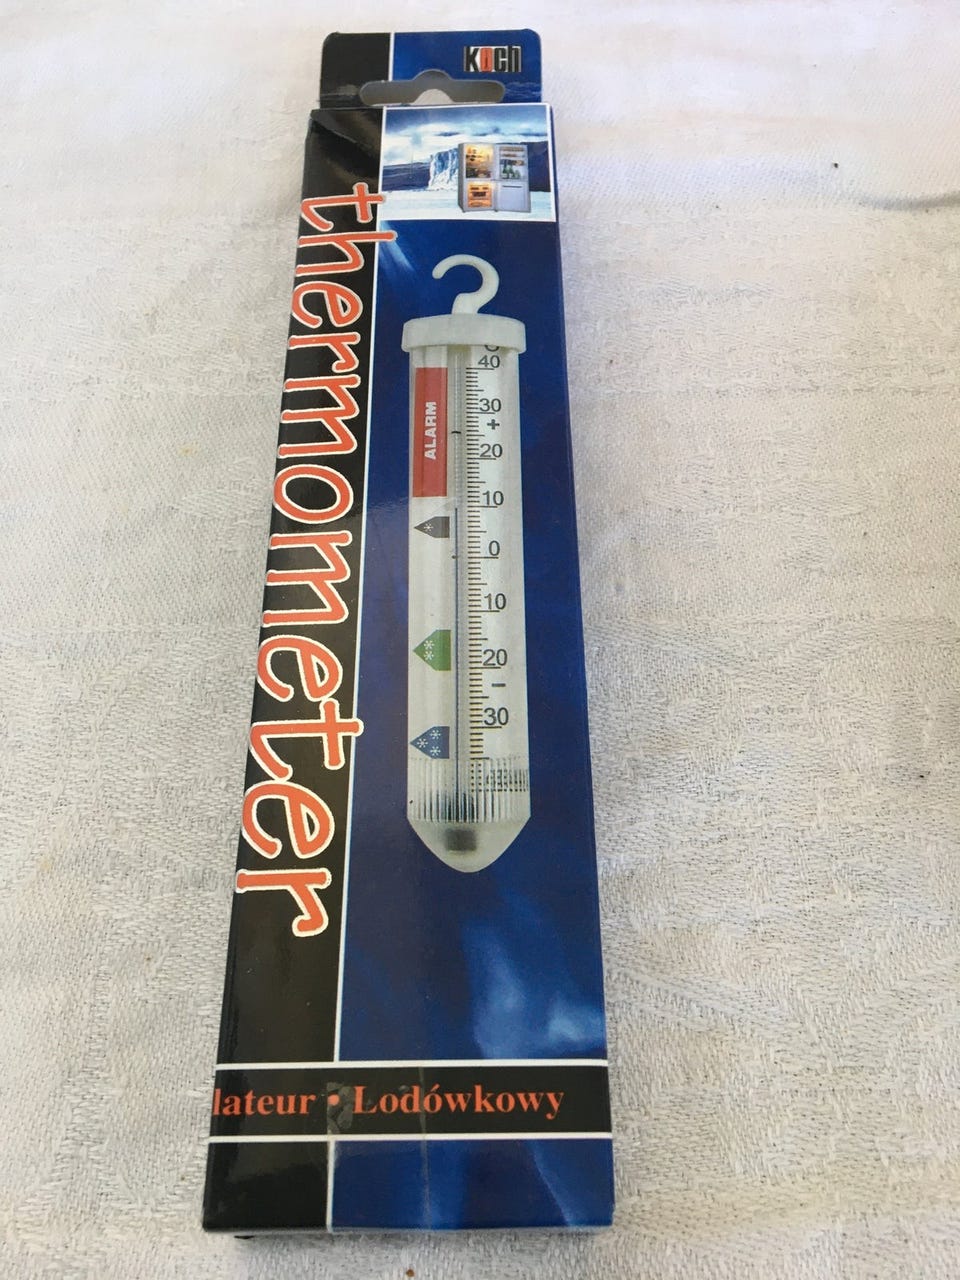 KOCH
thermometer
C
40
30
+
ALARM
20
10
0
10
20
−
30
lateur • Lodówkowy